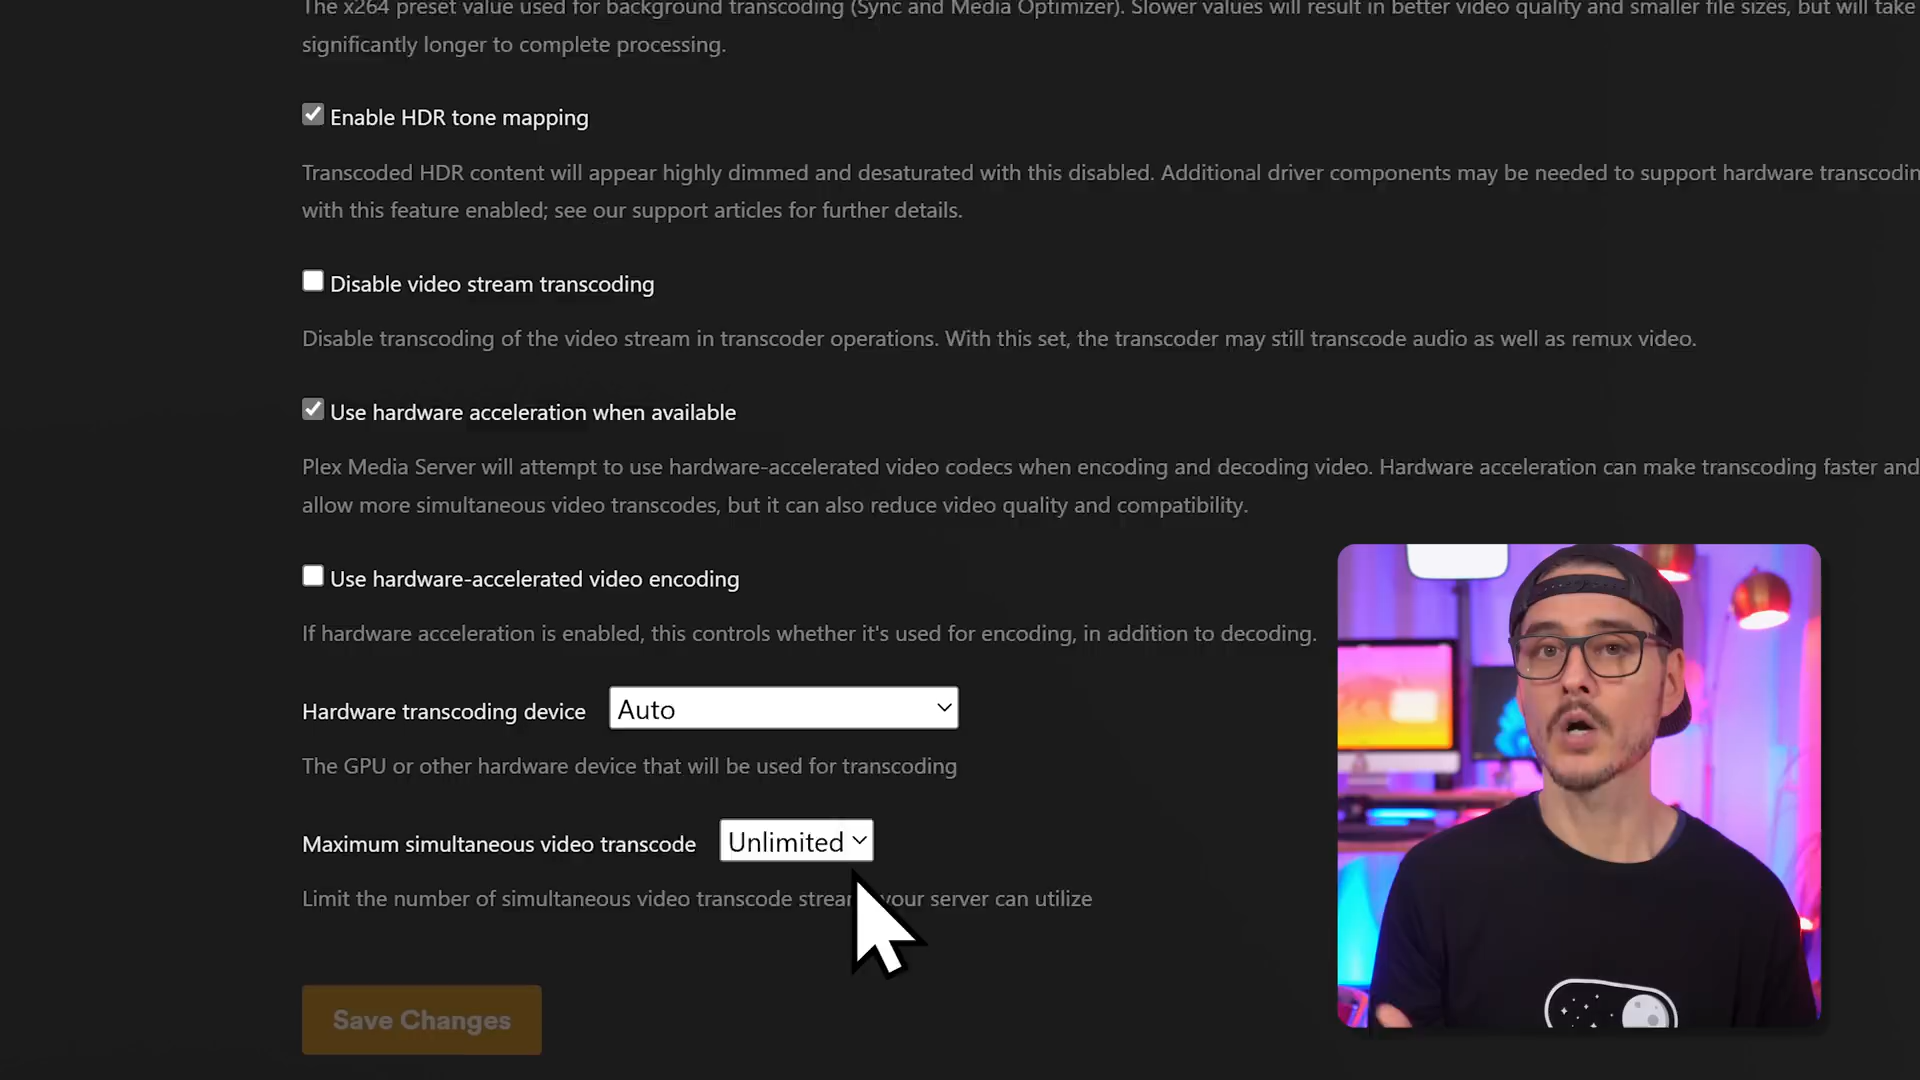 The x264 preset value used for background transcoding (Sync and Media Optimizer). Slower values will result in better video quality and smaller file sizes, but will take
significantly longer to complete processing.
Enable HDR tone mapping
Transcoded HDR content will appear highly dimmed and desaturated with this disabled. Additional driver components may be needed to support hardware
with this feature enabled; see our support articles for further details.
Disable video stream transcoding
Disable transcoding of the video stream in transcoder operations. With this set, the transcoder may still transcode audio as well as remux video.
Use hardware acceleration when available
Plex Media Server will attempt to use hardware-accelerated video codecs when encoding and decoding video. Hardware acceleration can make transcoding faster and
allow more simultaneous video transcodes, but it can also reduce video quality and compatibility.
Use hardware-accelerated video encoding
If hardware acceleration is enabled, this controls whether it's used for encoding, in addition to decoding.
Hardware transcoding device Auto
The GPU or other hardware device that will be used for transcoding
Maximum simultaneous video transcode Unlimited
Limit the number of simultaneous video transcode your server can utilize
Save Changes